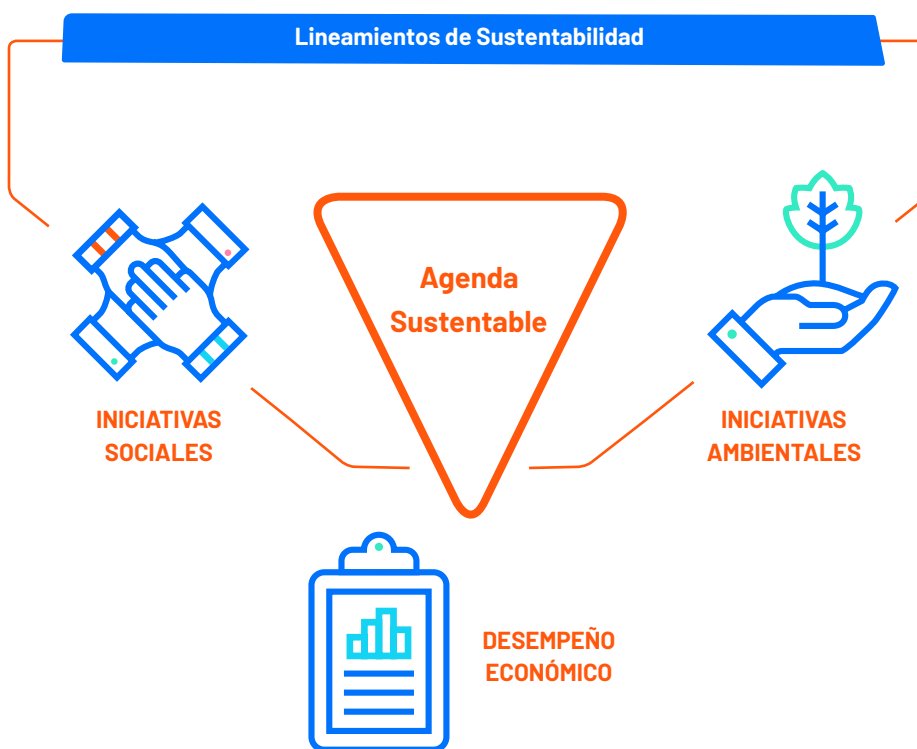 Lineamientos de Sustentabilidad
Agenda
Sustentable
INICIATIVAS
SOCIALES
INICIATIVAS
AMBIENTALES
DESEMPEÑO
ECONÓMICO